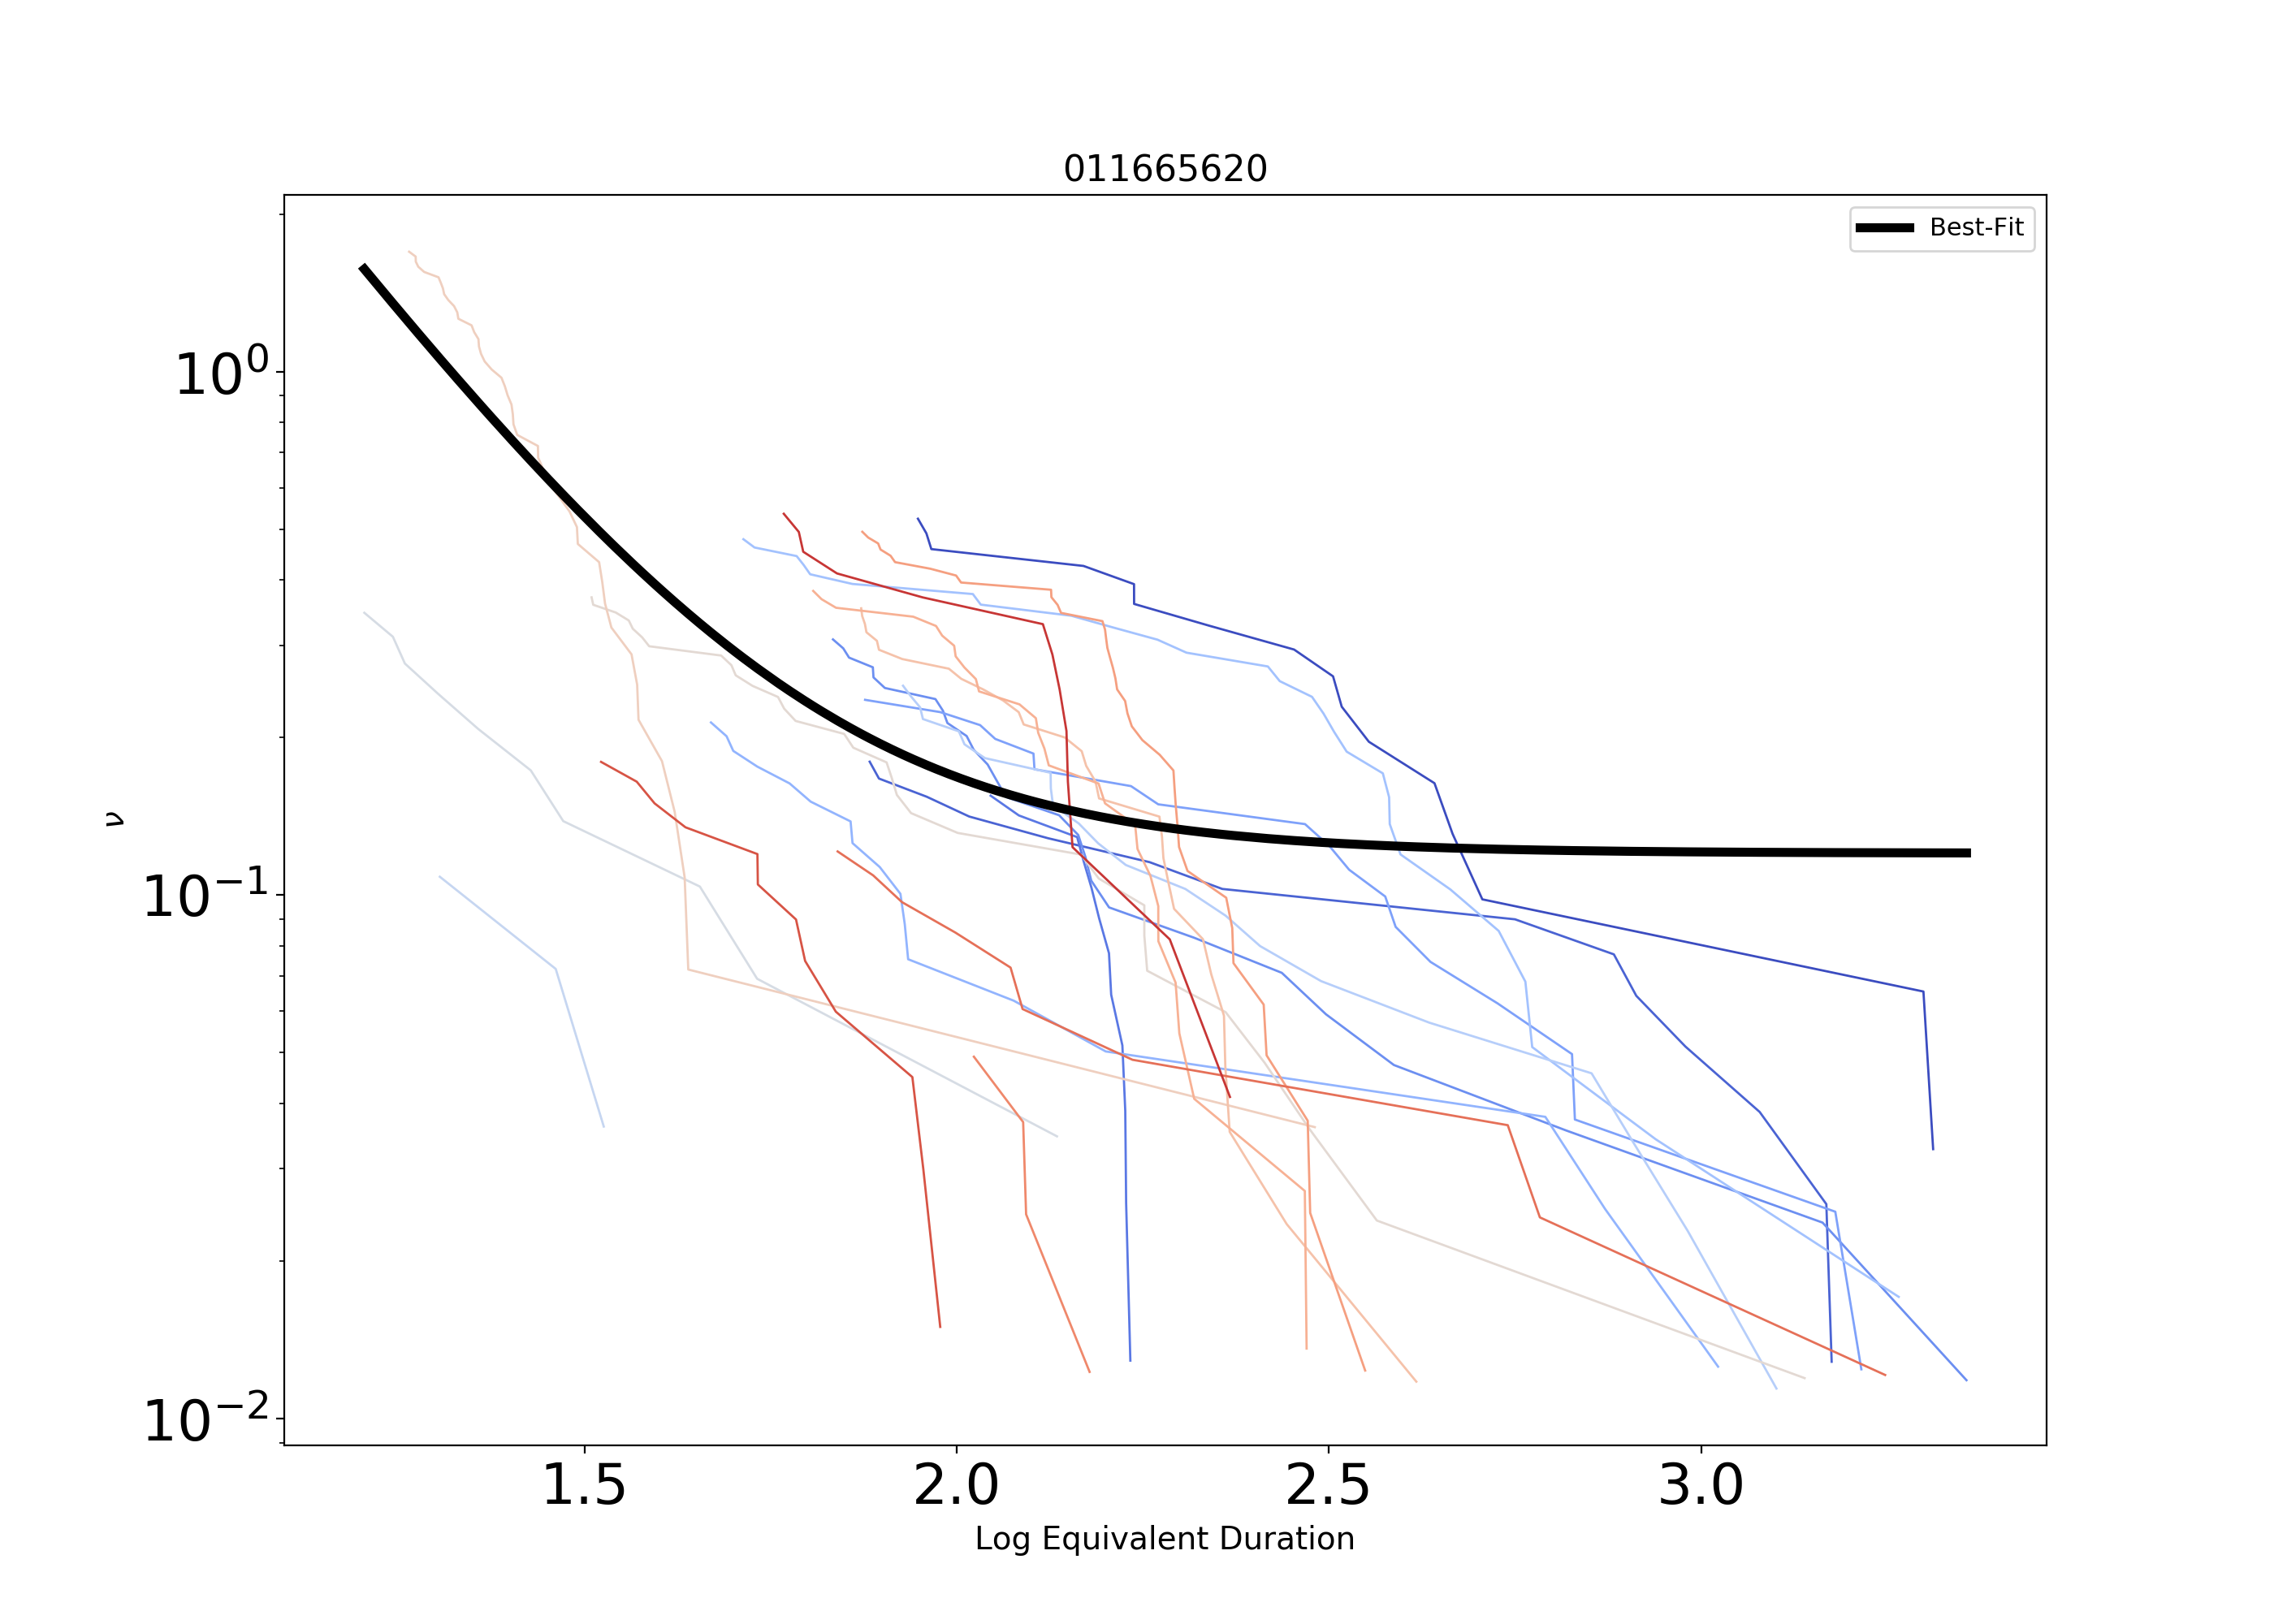 011665620
Best-Fit
10⁰
10⁻¹
10⁻²
ν
1.5 2.0 2.5 3.0
Log Equivalent Duration